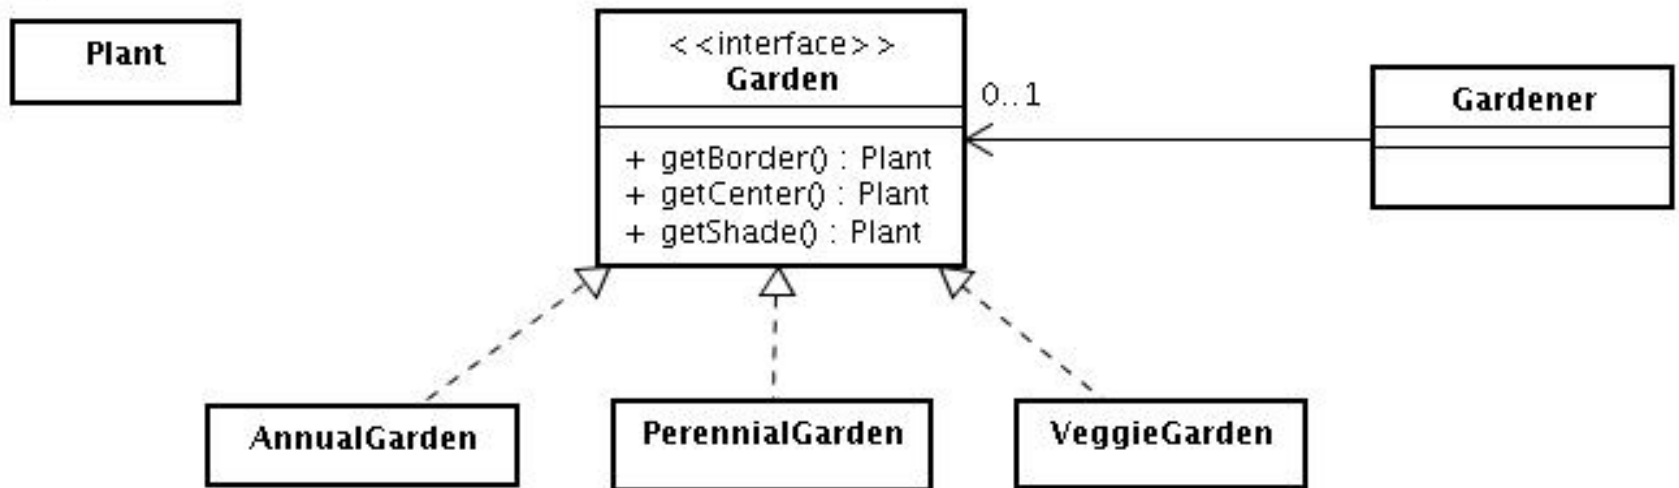 Plant
< <interface> >
Garden
+ getBorder() : Plant
+ getCenter() : Plant
+ getShade() : Plant
0..1
Gardener
AnnualGarden
PerennialGarden
VeggieGarden